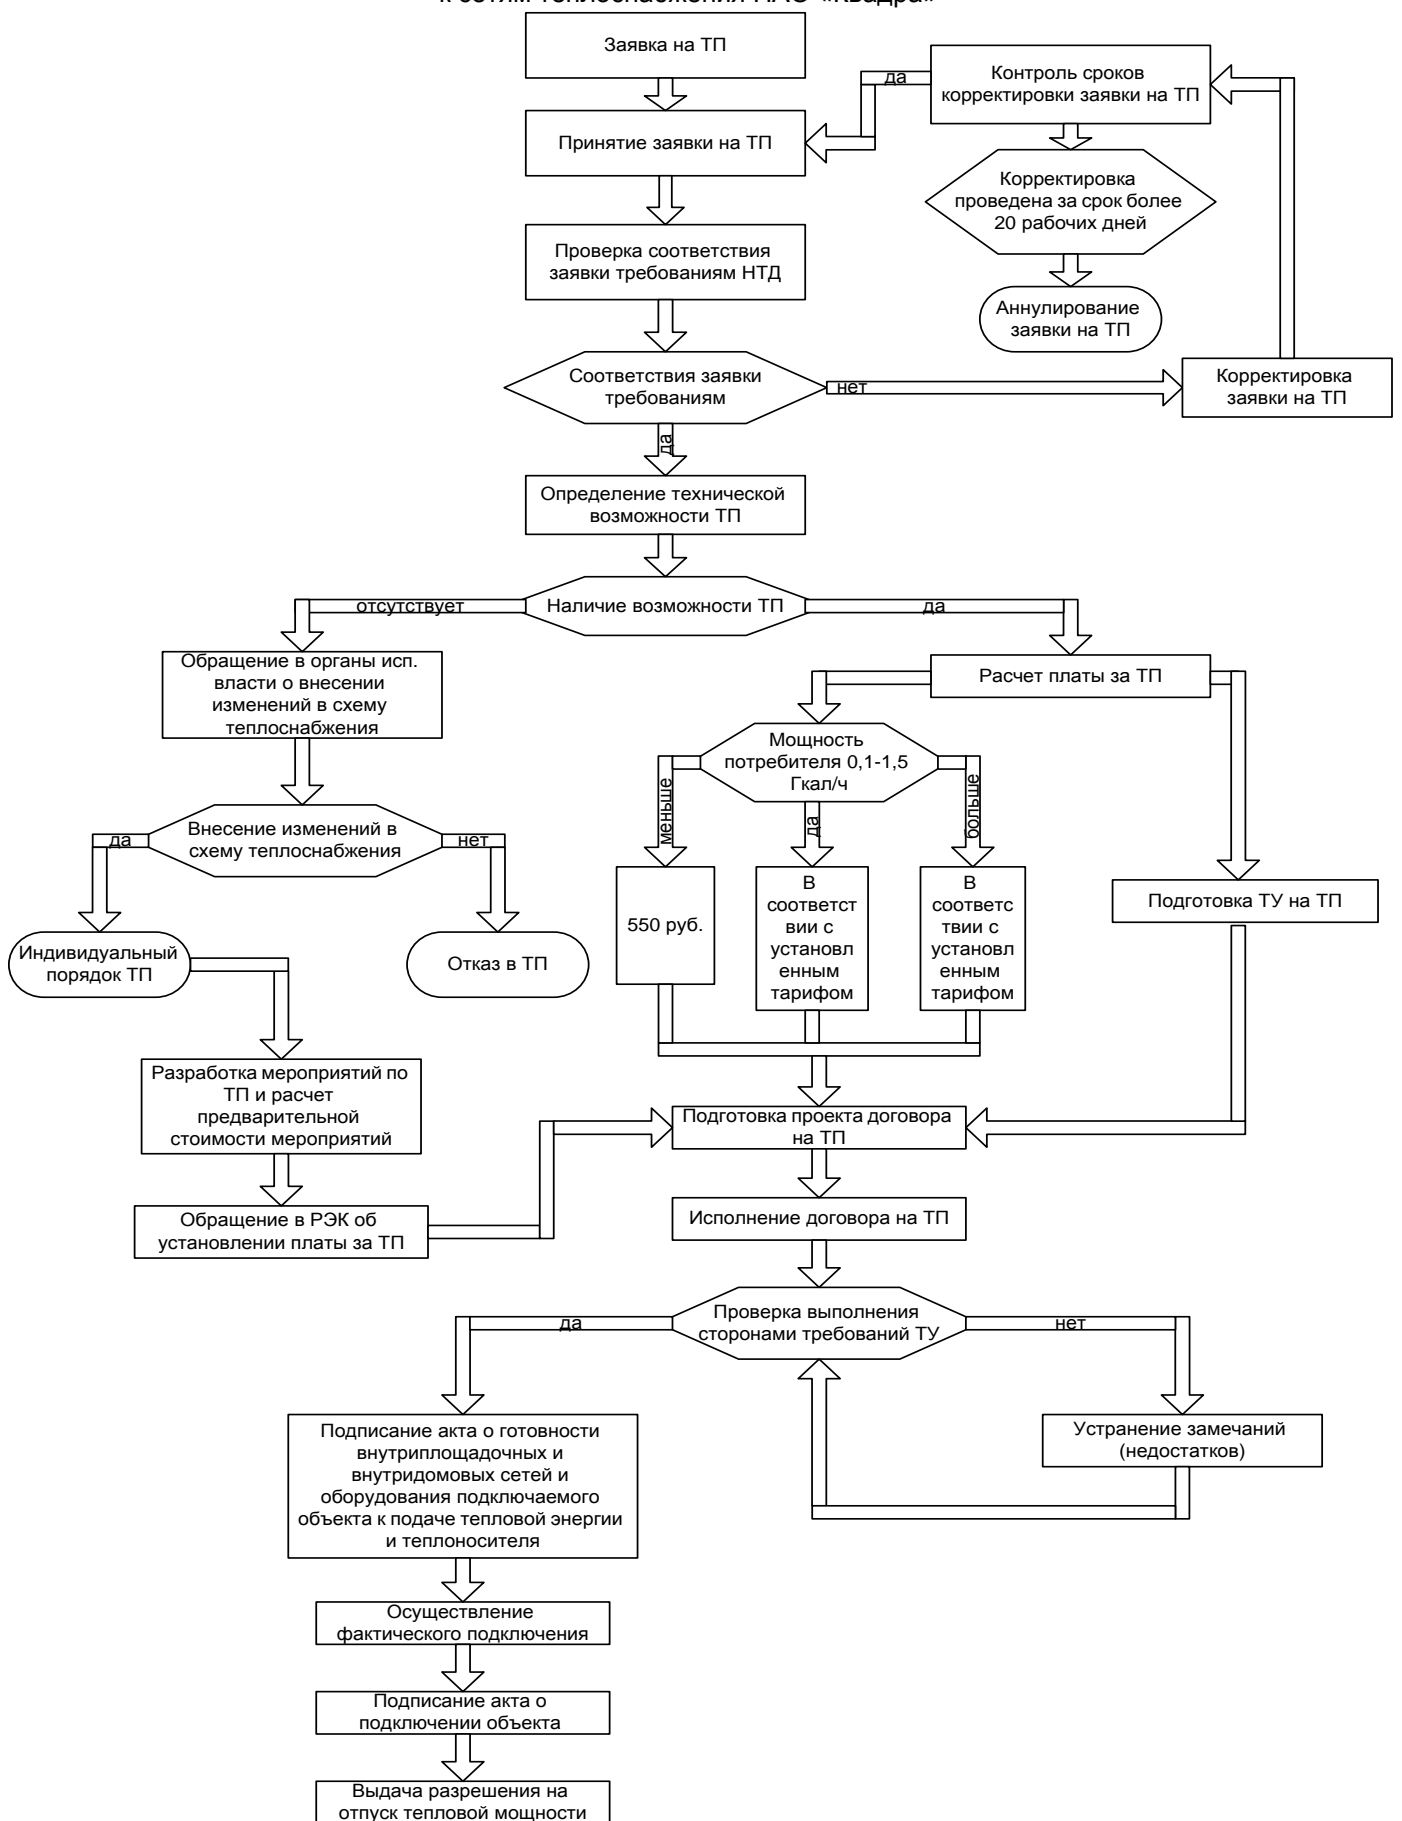 к сетям теплоснабжения ПАО «Квадра»
Заявка на ТП
Контроль сроков
корректировки заявки на ТП
да
Принятие заявки на ТП
Корректировка
проведена за срок более
20 рабочих дней
Проверка соответствия
заявки требованиям НТД
Аннулирование
заявки на ТП
Соответствия заявки
требованиям
нет
Корректировка
заявки на ТП
да
Определение технической
возможности ТП
отсутствует
Наличие возможности ТП
да
Обращение в органы исп.
власти о внесении
изменений в схему
теплоснабжения
Расчет платы за ТП
Мощность
потребителя 0,1-1,5
Гкал/ч
меньше
да
больше
да
Внесение изменений в
схему теплоснабжения
нет
550 руб.
В
соответст
вии с
установл
енным
тарифом
В
соответс
твии с
установл
енным
тарифом
Подготовка ТУ на ТП
Индивидуальный
порядок ТП
Отказ в ТП
Разработка мероприятий по
ТП и расчет
предварительной
стоимости мероприятий
Подготовка проекта договора
на ТП
Обращение в РЭК об
установлении платы за ТП
Исполнение договора на ТП
да
Проверка выполнения
сторонами требований ТУ
нет
Подписание акта о готовности
внутриплощадочных и
внутридомовых сетей и
оборудования подключаемого
объекта к подаче тепловой энергии
и теплоносителя
Устранение замечаний
(недостатков)
Осуществление
фактического подключения
Подписание акта о
подключении объекта
Выдача разрешения на
отпуск тепловой мощности